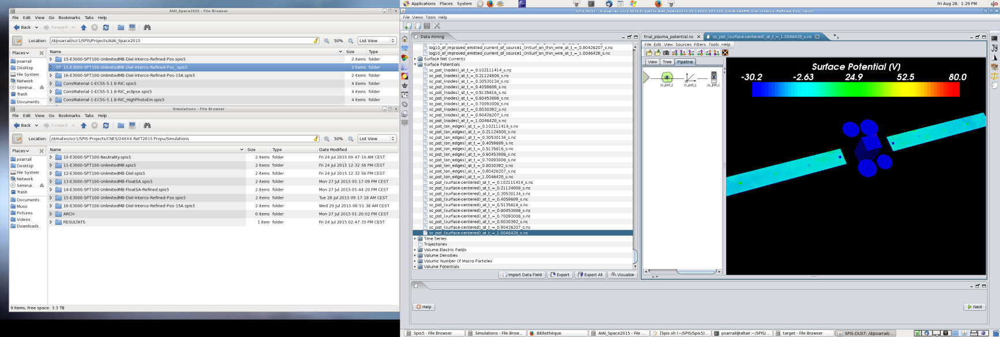 AIAI_Space2015 - File Browser
File Edit View Go Bookmarks Tabs Help
Back Forward 50% List View
Location: /d/psarrail/scr1/SPIS/Projects/AIAI_Space2015
Places Name Size Type
psarrail
Desktop
File System
Network
Séminai...
Trash
Documents
15-E3000-SPT100-UnlimitedMB-Diel-Interco-Refined-Pos.spis5 2 items folder
15-E3000-SPT100-UnlimitedMB-Diel-Interco-Refined-Pos_.spis5 2 items folder
16-E3000-SPT100-UnlimitedMB-Diel-Interco-Refined-Pos-15A.spis5 2 items folder
ConsMaterial-1-ECSS-5.1.8-RIC.spis5 4 items folder
ConsMaterial-1-ECSS-5.1.8-RIC_eclipse.spis5 4 items folder
ConsMaterial-1-ECSS-5.1.8-RIC_HighPhotoEm.spis5 4 items folder
Simulations - File Browser
File Edit View Go Bookmarks Tabs Help
Back Forward
Location: /d/mateo/scr1/SPIS-Projects/CNES/24XXX.RetT2015.Propu/Simulations 50% List View
Places Name Size Type Date Modified
psarrail
Desktop
File System
Network
Séminai...
Trash
Documents
Music
Pictures
Videos
Downloads
10-E3000-SPT100-Neutrality.spis5 2 items folder Fri 24 Jul 2015 09:47:19 AM CEST
11-E3000-SPT100-UnlimitedMB.spis5 2 items folder Fri 24 Jul 2015 12:32:56 PM CEST
12-E3000-SPT100-UnlimitedMB-Diel.spis5 2 items folder Fri 24 Jul 2015 12:32:56 PM CEST
13-E3000-SPT100-UnlimitedMB-FloatSA.spis5 2 items folder Mon 27 Jul 2015 05:17:09 PM CEST
14-E3000-SPT100-UnlimitedMB-FloatSA-Refined.spis5 2 items folder Mon 27 Jul 2015 05:44:20 PM CEST
15-E3000-SPT100-UnlimitedMB-Diel-Interco-Refined-Pos.spis5 2 items folder Tue 28 Jul 2015 09:17:18 AM CEST
16-E3000-SPT100-UnlimitedMB-Diel-Interco-Refined-Pos-15A.spis5 2 items folder Wed 29 Jul 2015 08:51:38 AM CEST
ARCH 0 items folder Mon 27 Jul 2015 01:20:02 PM CEST
RESULTATS 1 item folder Fri 24 Jul 2015 02:47:35 PM CEST
9 items, Free space: 3.3 TB
Applications Places System Fri Aug 28, 1:29 PM
SPIS-DUST: /d/psarrail/scr1/SPIS/Projects/AIAI_Space2015/15-E3000-SPT100-UnlimitedMB-Diel-Interco-Refined-Pos_.spis5
File Views Tools Help
Data mining
log10_of_improved_emitted_current_of_source1_OnSurf_on_thin_wire_at_t_=_0.90426207_s.nc
log10_of_improved_emitted_current_of_source1_OnSurf_on_thin_wire_at_t_=_1.0046428_s.nc
Surface Net Currents
Surface Potentials
sc_pot_(nodes)_at_t_=_0.102111414_s.nc
sc_pot_(nodes)_at_t_=_0.21124808_s.nc
sc_pot_(nodes)_at_t_=_0.30530134_s.nc
sc_pot_(nodes)_at_t_=_0.4059689_s.nc
sc_pot_(nodes)_at_t_=_0.5135616_s.nc
sc_pot_(nodes)_at_t_=_0.60453886_s.nc
sc_pot_(nodes)_at_t_=_0.70093006_s.nc
sc_pot_(nodes)_at_t_=_0.8030392_s.nc
sc_pot_(nodes)_at_t_=_0.90426207_s.nc
sc_pot_(nodes)_at_t_=_1.0046428_s.nc
sc_pot_(on_edges)_at_t_=_0.102111414_s.nc
sc_pot_(on_edges)_at_t_=_0.21124808_s.nc
sc_pot_(on_edges)_at_t_=_0.30530134_s.nc
sc_pot_(on_edges)_at_t_=_0.4059689_s.nc
sc_pot_(on_edges)_at_t_=_0.5135616_s.nc
sc_pot_(on_edges)_at_t_=_0.60453886_s.nc
sc_pot_(on_edges)_at_t_=_0.70093006_s.nc
sc_pot_(on_edges)_at_t_=_0.8030392_s.nc
sc_pot_(on_edges)_at_t_=_0.90426207_s.nc
sc_pot_(on_edges)_at_t_=_1.0046428_s.nc
sc_pot_(surface-centered)_at_t_=_0.102111414_s.nc
sc_pot_(surface-centered)_at_t_=_0.21124808_s.nc
sc_pot_(surface-centered)_at_t_=_0.30530134_s.nc
sc_pot_(surface-centered)_at_t_=_0.4059689_s.nc
sc_pot_(surface-centered)_at_t_=_0.5135616_s.nc
sc_pot_(surface-centered)_at_t_=_0.60453886_s.nc
sc_pot_(surface-centered)_at_t_=_0.70093006_s.nc
sc_pot_(surface-centered)_at_t_=_0.8030392_s.nc
sc_pot_(surface-centered)_at_t_=_0.90426207_s.nc
sc_pot_(surface-centered)_at_t_=_1.0046428_s.nc
Time Series
Trajectories
Volume Electric Fields
Volume Densities
Volumic Number Of Macro Particles
Volume Potentials
Import Data Field Export Export All Visualize
final_plasma_potential.nc sc_pot_(surface-centered)_at_t_=_1.0046428_s.nc
File Edit View Sources Filters Tools Help
View Tree Pipeline
sc_pot_( sc_pot_( sc_pot_(
Surface Potential (V)
-30.2 -2.63 24.9 52.5 80.0
Help Next
Spis5 - File Browser Simulations - File Brow... Bibliothèque AIAI_Space2015 - File ... [Spis.sh (~/SPIS/Spis5)... psarrail@altair:~/SPIS/... target - File Browser SPIS-DUST: /d/psarrail/...